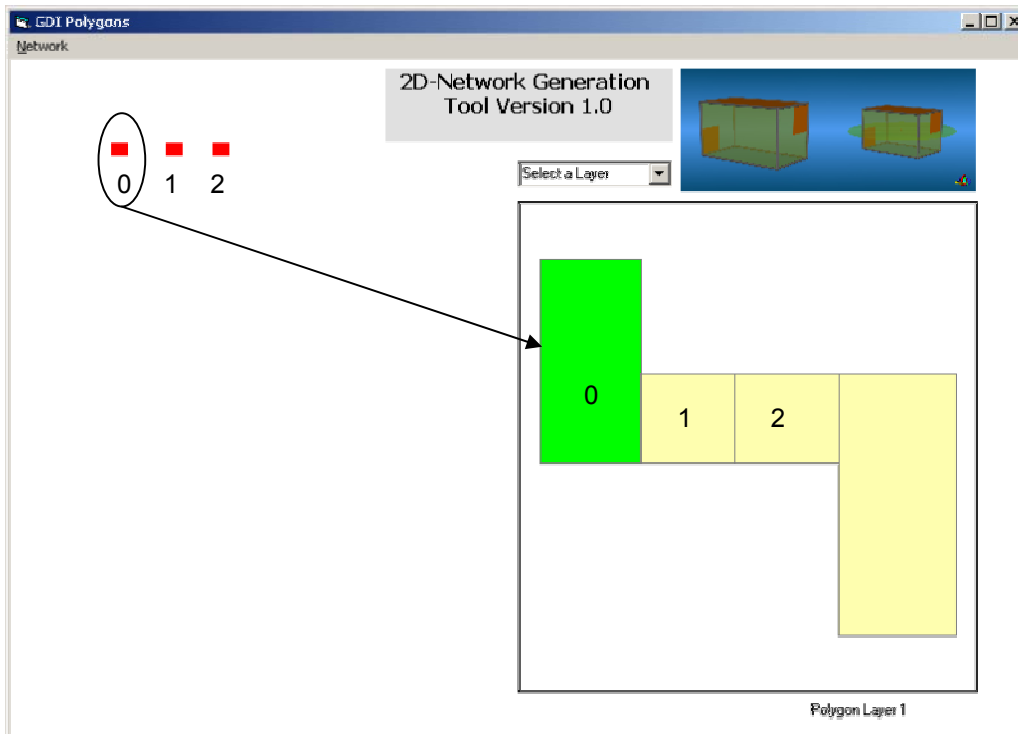 GDI Polygons
Network
2D-Network Generation
Tool Version 1.0
Select a Layer
0 1 2
0
1
2
Polygon Layer 1